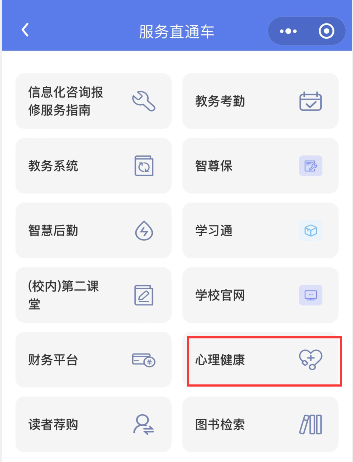 服务直通车
信息化咨询报
修服务指南
教务考勤
教务系统
智尊保
智慧后勤
学习通
(校内)第二课
堂
学校官网
财务平台
心理健康
读者荐购
图书检索